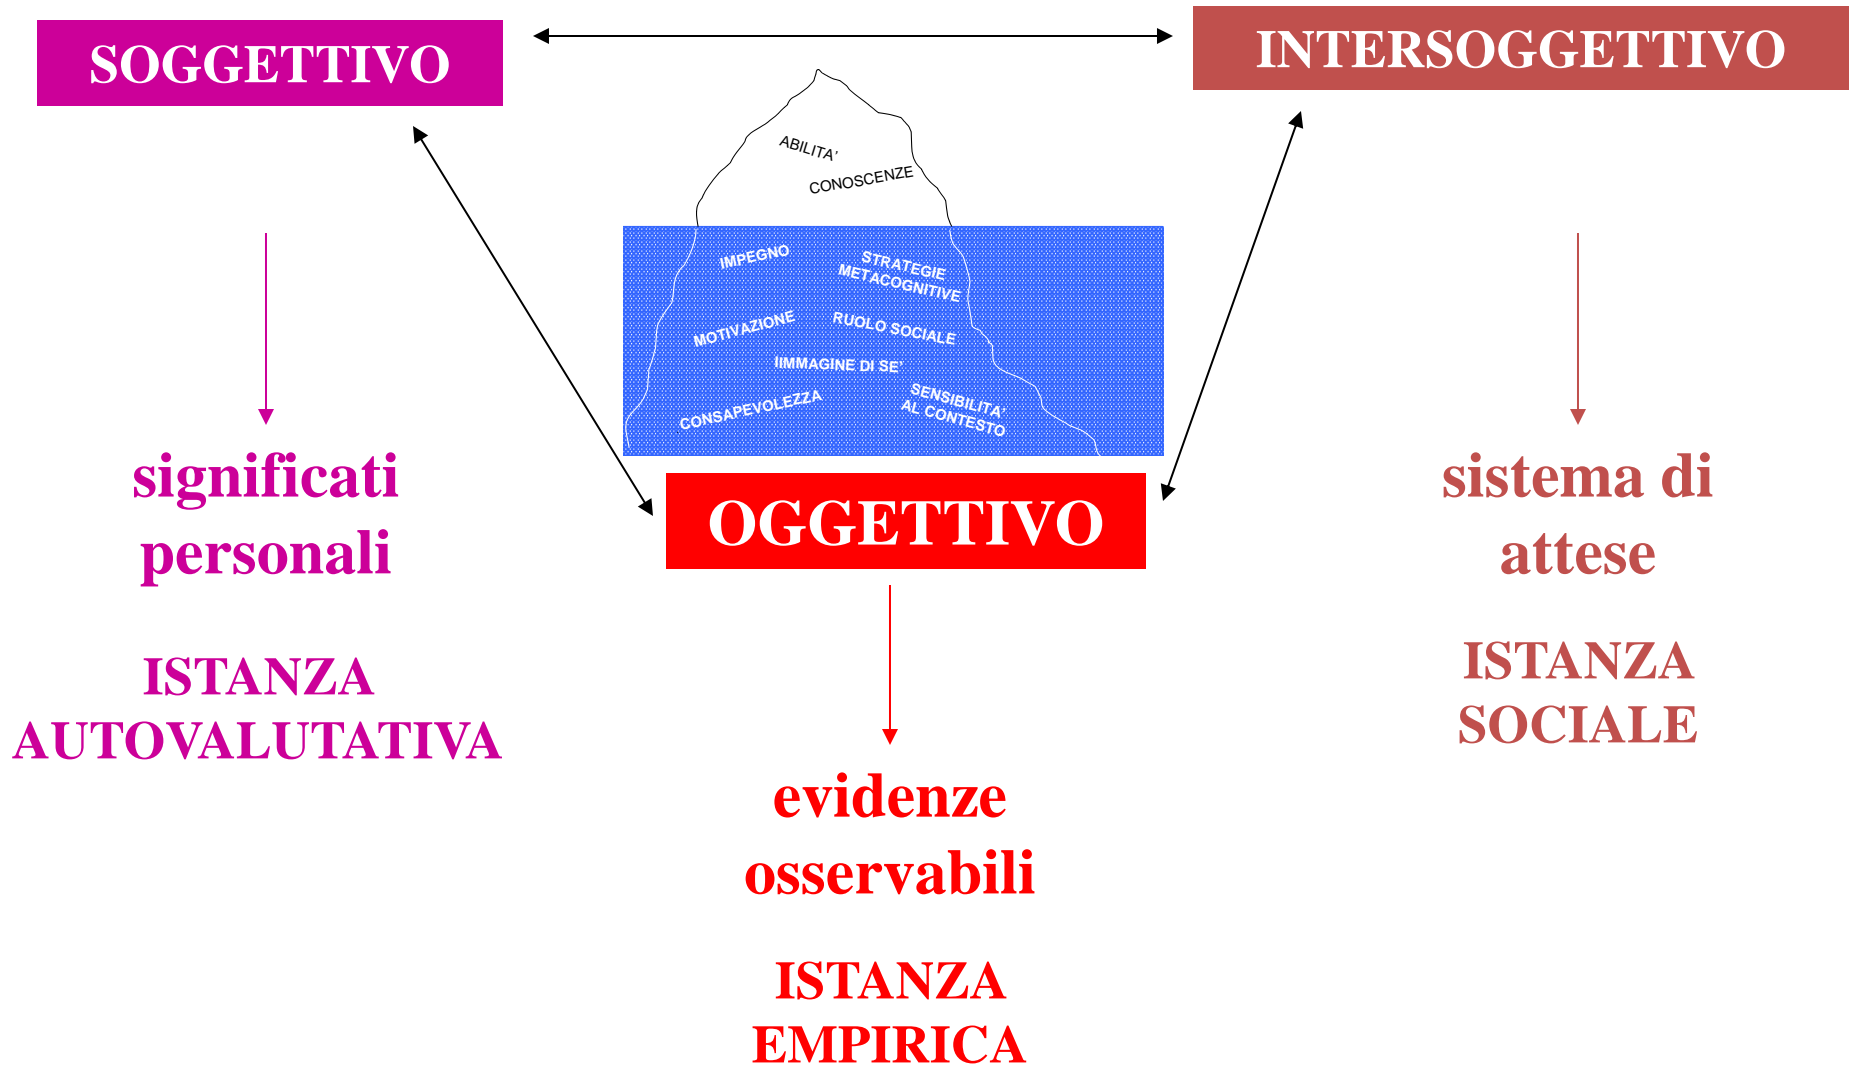 SOGGETTIVO
INTERSOGGETTIVO
ABILITA’
CONOSCENZE
IMPEGNO
STRATEGIE
METACOGNITIVE
MOTIVAZIONE
RUOLO SOCIALE
IIMMAGINE DI SE’
CONSAPEVOLEZZA
SENSIBILITA’
AL CONTESTO
OGGETTIVO
significati
personali
ISTANZA
AUTOVALUTATIVA
sistema di
attese
ISTANZA
SOCIALE
evidenze
osservabili
ISTANZA
EMPIRICA